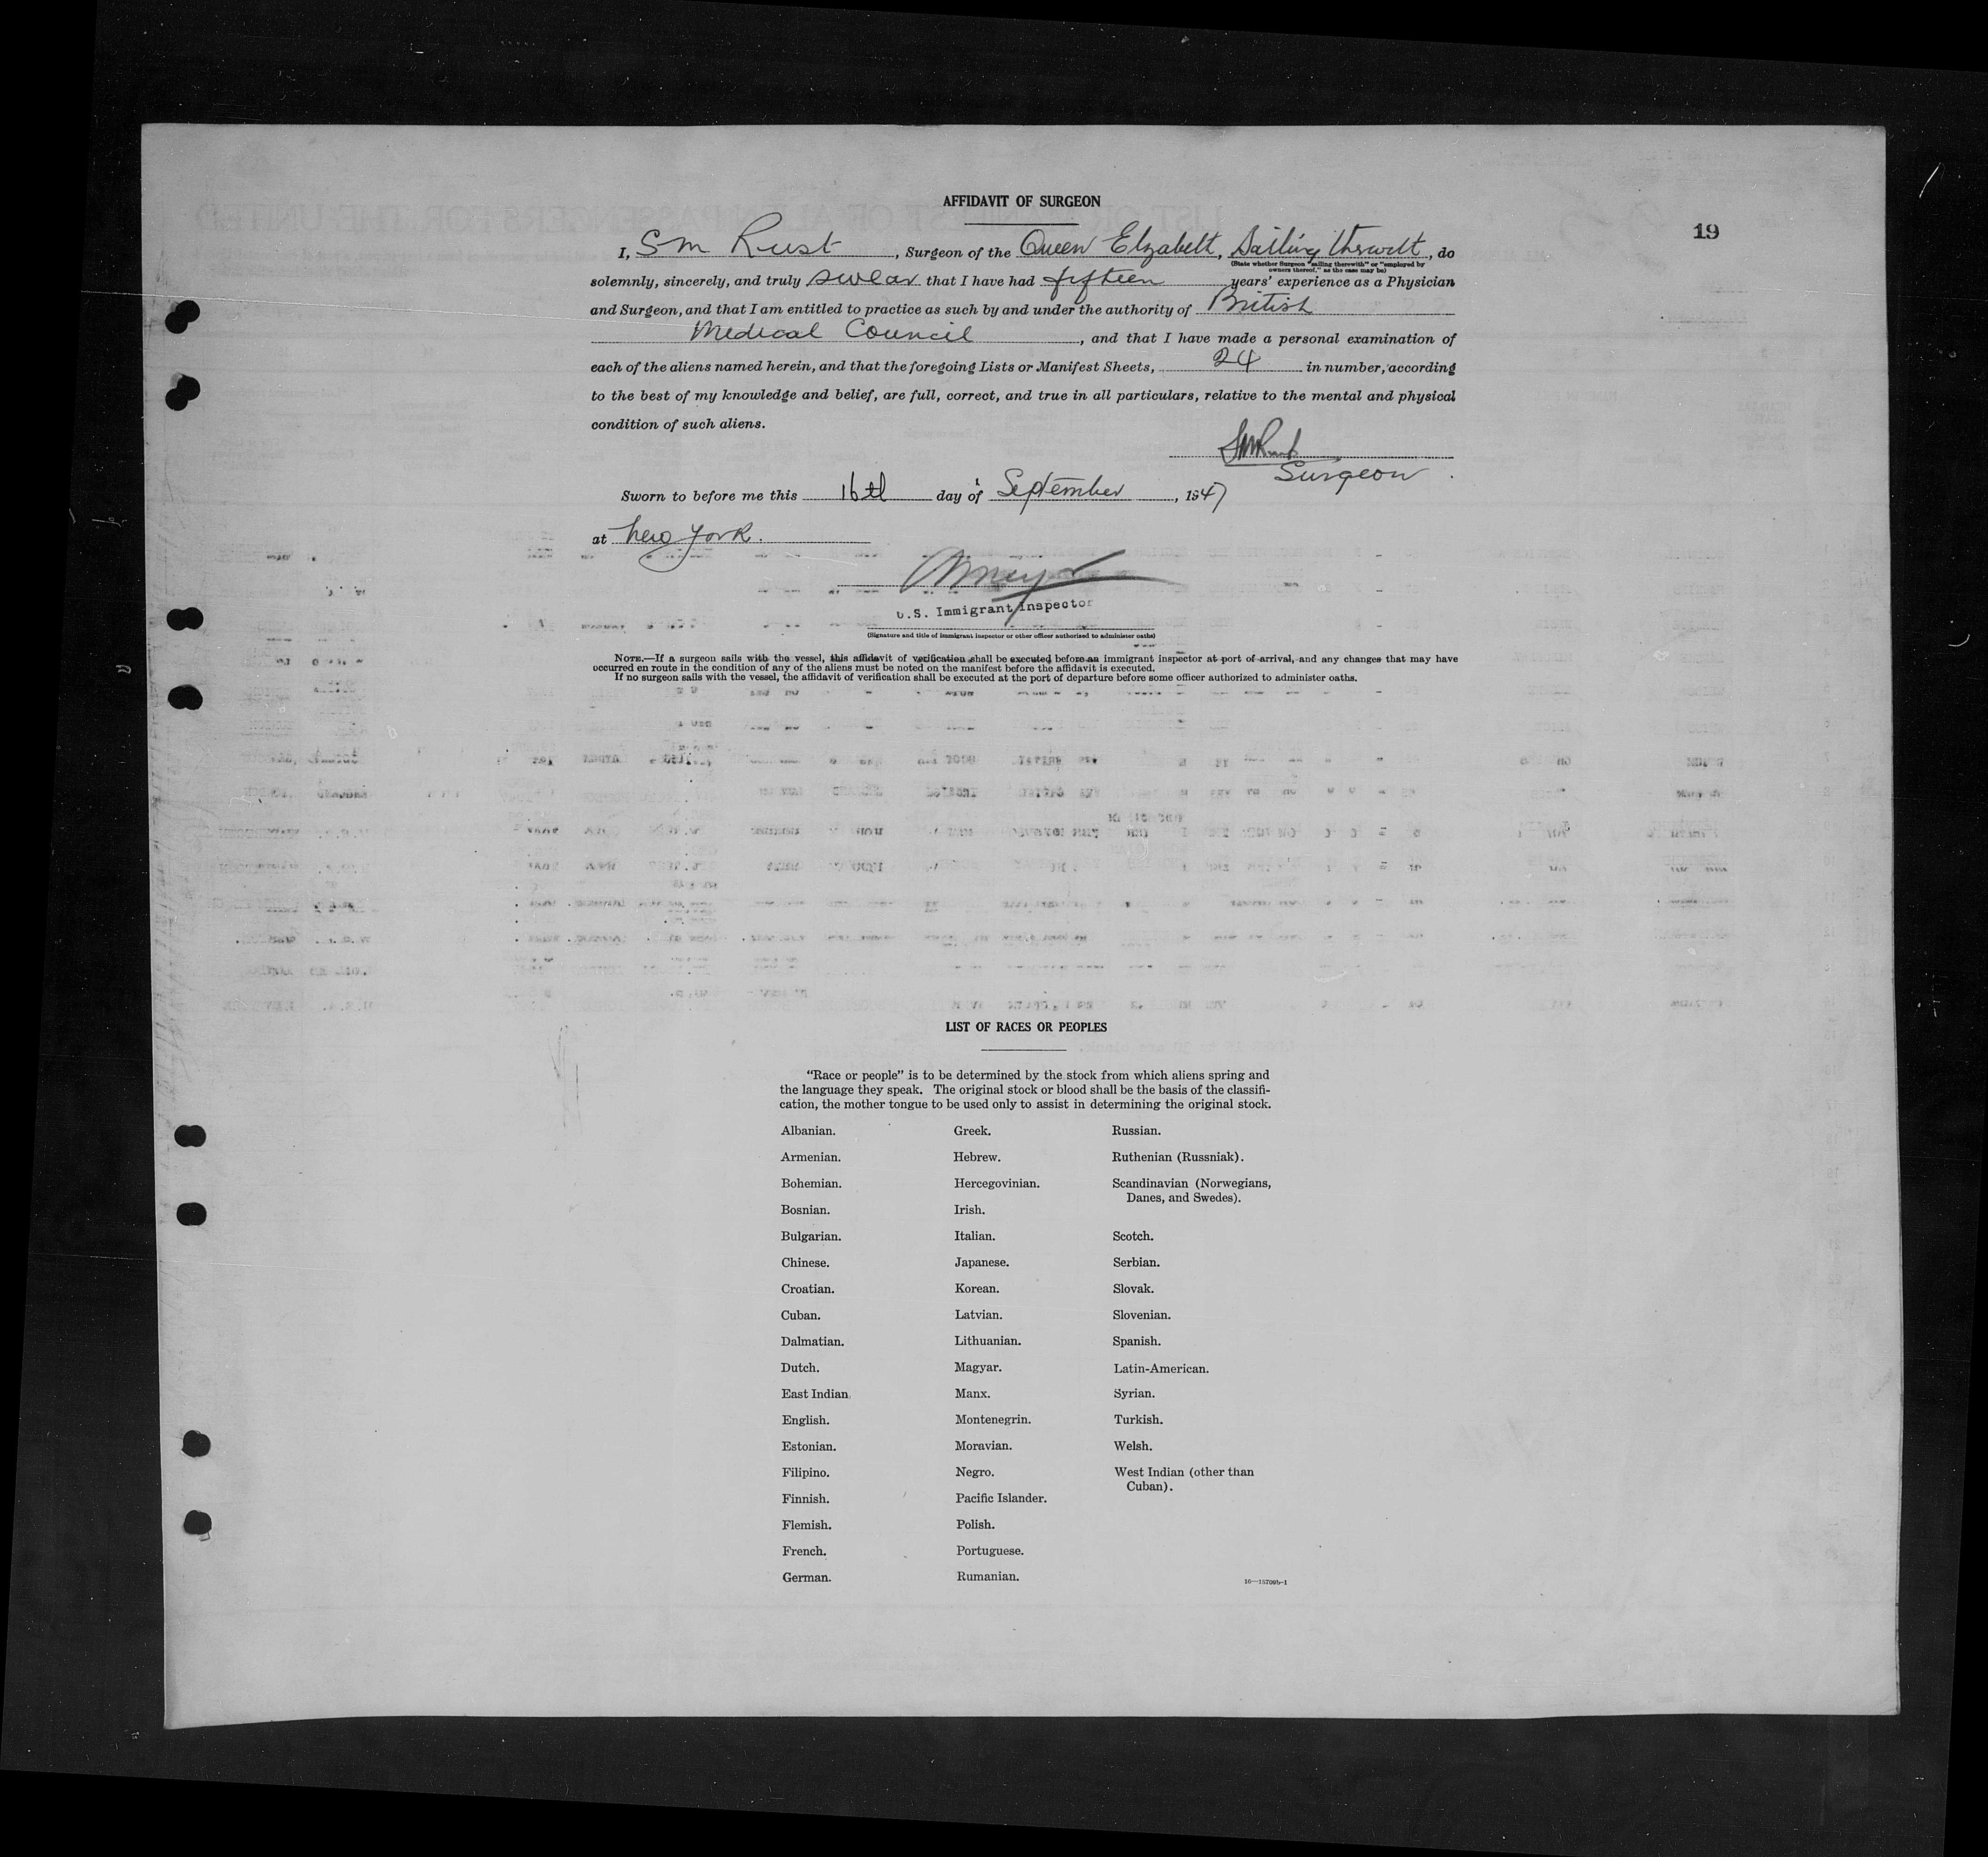 AFFIDAVIT OF SURGEON
19
I, S M Rust, Surgeon of the Queen Elizabeth, Sailing therewith, do
(State whether Surgeon "sailing therewith" or "employed by
owners thereof," as the case may be)
solemnly, sincerely, and truly swear that I have had fifteen years' experience as a Physician
and Surgeon, and that I am entitled to practice as such by and under the authority of British
Medical Council, and that I have made a personal examination of
each of the aliens named herein, and that the foregoing Lists or Manifest Sheets, 24 in number, according
to the best of my knowledge and belief, are full, correct, and true in all particulars, relative to the mental and physical
condition of such aliens.
SMRust
Surgeon
Sworn to before me this 16th day of September, 1947
at New York.
U.S. Immigrant Inspector
(Signature and title of immigrant inspector or other officer authorized to administer oaths)
NOTE.—If a surgeon sails with the vessel, this affidavit of verification shall be executed before an immigrant inspector at port of arrival, and any changes that may have
occurred en route in the condition of any of the aliens must be noted on the manifest before the affidavit is executed.
If no surgeon sails with the vessel, the affidavit of verification shall be executed at the port of departure before some officer authorized to administer oaths.
LIST OF RACES OR PEOPLES
"Race or people" is to be determined by the stock from which aliens spring and
the language they speak. The original stock or blood shall be the basis of the classifi-
cation, the mother tongue to be used only to assist in determining the original stock.
Albanian.
Armenian.
Bohemian.
Bosnian.
Bulgarian.
Chinese.
Croatian.
Cuban.
Dalmatian.
Dutch.
East Indian.
English.
Estonian.
Filipino.
Finnish.
Flemish.
French.
German.
Greek.
Hebrew.
Hercegovinian.
Irish.
Italian.
Japanese.
Korean.
Latvian.
Lithuanian.
Magyar.
Manx.
Montenegrin.
Moravian.
Negro.
Pacific Islander.
Polish.
Portuguese.
Rumanian.
Russian.
Ruthenian (Russniak).
Scandinavian (Norwegians,
Danes, and Swedes).
Scotch.
Serbian.
Slovak.
Slovenian.
Spanish.
Latin-American.
Syrian.
Turkish.
Welsh.
West Indian (other than
Cuban).
16—15709b-1